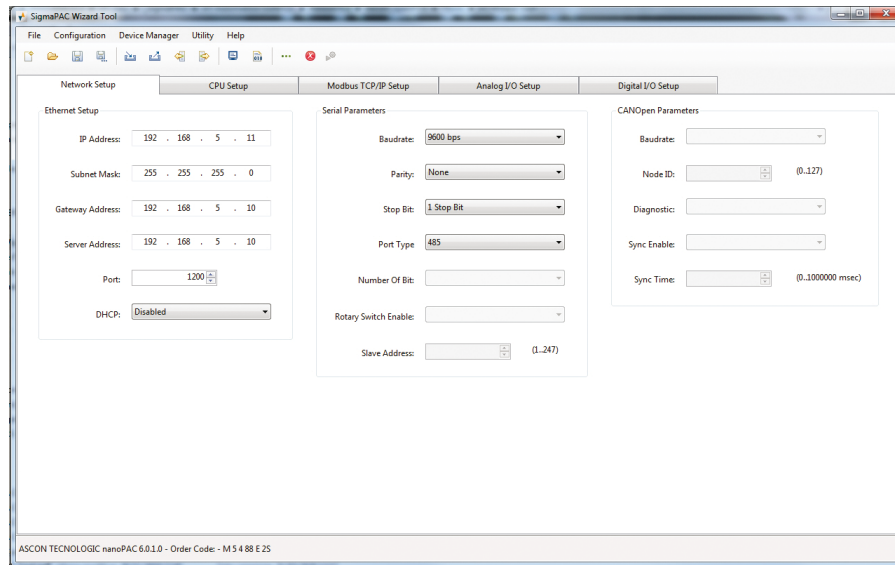 SigmaPAC Wizard Tool
File Configuration Device Manager Utility Help
Network Setup CPU Setup Modbus TCP/IP Setup Analog I/O Setup Digital I/O Setup
Ethernet Setup
IP Address: 192 . 168 . 5 . 11
Subnet Mask: 255 . 255 . 255 . 0
Gateway Address: 192 . 168 . 5 . 10
Server Address: 192 . 168 . 5 . 10
Port: 1200
DHCP: Disabled
Serial Parameters
Baudrate: 9600 bps
Parity: None
Stop Bit: 1 Stop Bit
Port Type 485
Number Of Bit:
Rotary Switch Enable:
Slave Address: (1..247)
CANOpen Parameters
Baudrate:
Node ID: (0..127)
Diagnostic:
Sync Enable:
Sync Time: (0..1000000 msec)
ASCON TECNOLOGIC nanoPAC 6.0.1.0 - Order Code: - M 5 4 88 E 2S